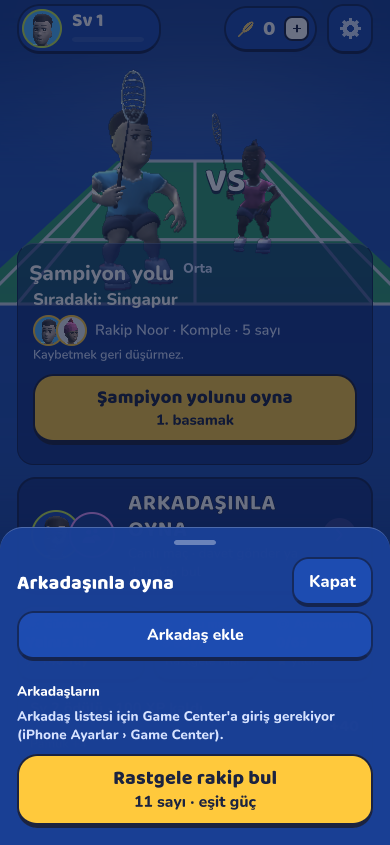 Sv 1
0
+
VS
Şampiyon yolu Orta
Sıradaki: Singapur
Rakip Noor · Komple · 5 sayı
Kaybetmek geri düşürmez.
Şampiyon yolunu oyna
1. basamak
ARKADAŞINLA
OYNA
Arkadaşınla oyna
Kapat
Arkadaş ekle
Arkadaşların
Arkadaş listesi için Game Center'a giriş gerekiyor
(iPhone Ayarlar › Game Center).
Rastgele rakip bul
11 sayı · eşit güç